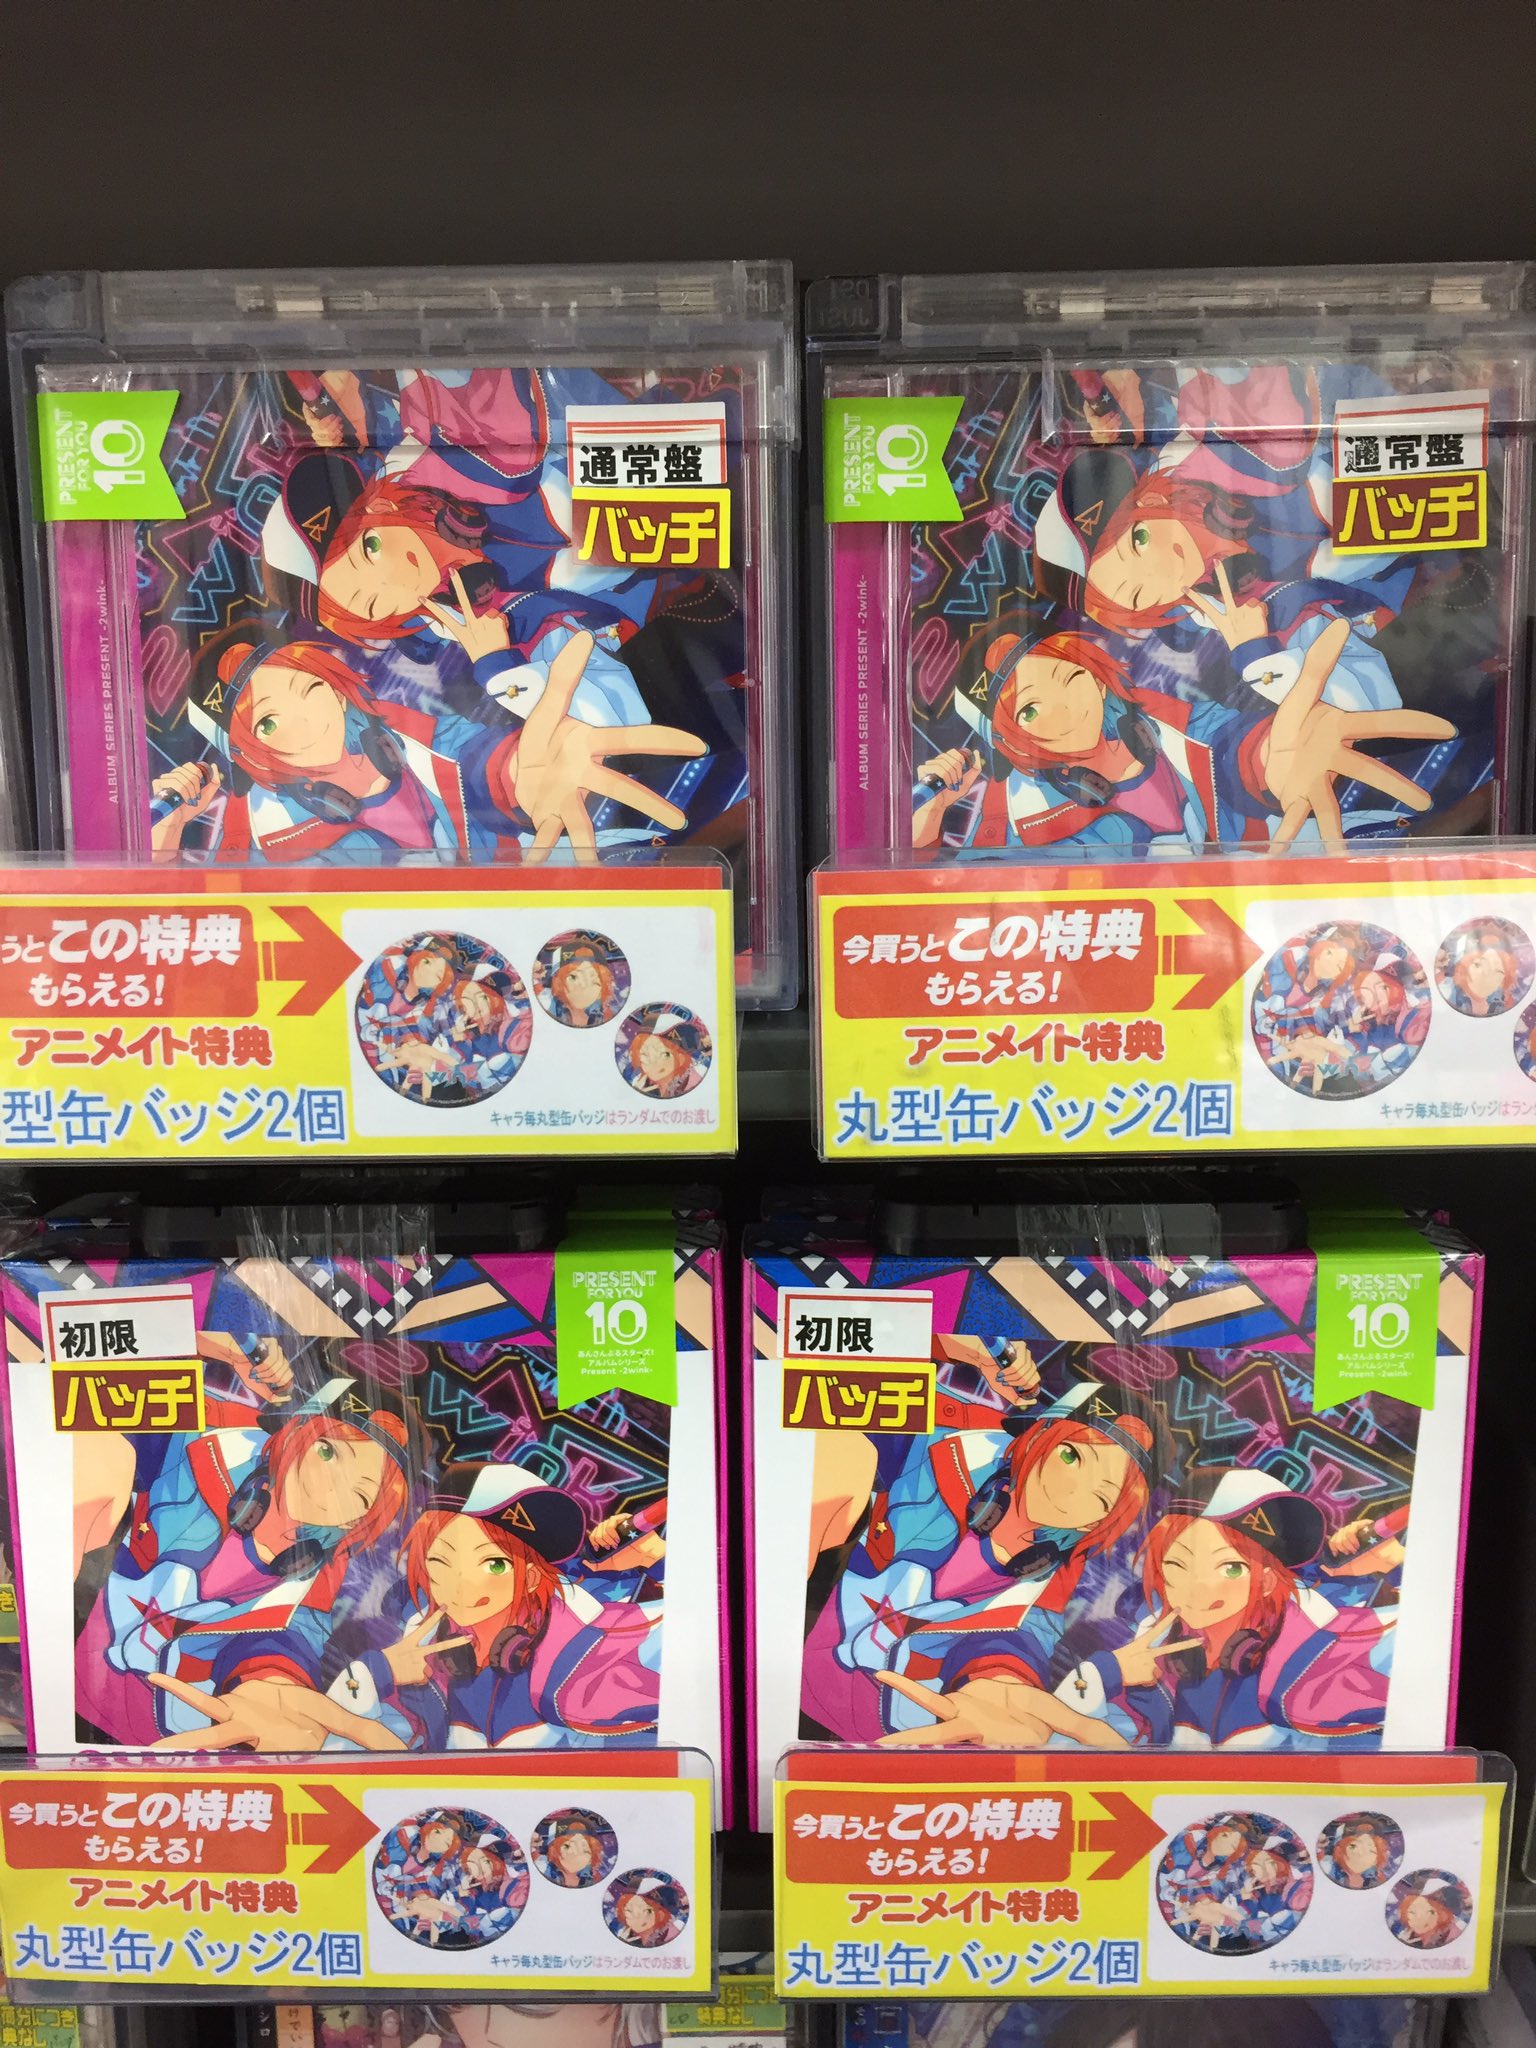 PRESENT
FOR YOU
10
通常盤
バッチ
ALBUM SERIES PRESENT -2wink-
PRESENT
FOR YOU
10
通常盤
バッチ
ALBUM SERIES PRESENT -2wink-
うとこの特典
もらえる!
アニメイト特典
型缶バッジ2個
2wink
キャラ毎丸型缶バッジはランダムでのお渡し
今買うとこの特典
もらえる!
アニメイト特典
丸型缶バッジ2個
2wink
キャラ毎丸型缶バッジはラン
初限
バッチ
PRESENT
FOR YOU
10
あんさんぶるスターズ!
アルバムシリーズ
Present -2wink-
初限
バッチ
PRESENT
FOR YOU
10
あんさんぶるスターズ!
アルバムシリーズ
Present -2wink-
今買うとこの特典
もらえる!
アニメイト特典
丸型缶バッジ2個
2wink
キャラ毎丸型缶バッジはランダムでのお渡し
今買うとこの特典
もらえる!
アニメイト特典
丸型缶バッジ2個
2wink
キャラ毎丸型缶バッジはランダムでのお渡し
典なし
特典なし